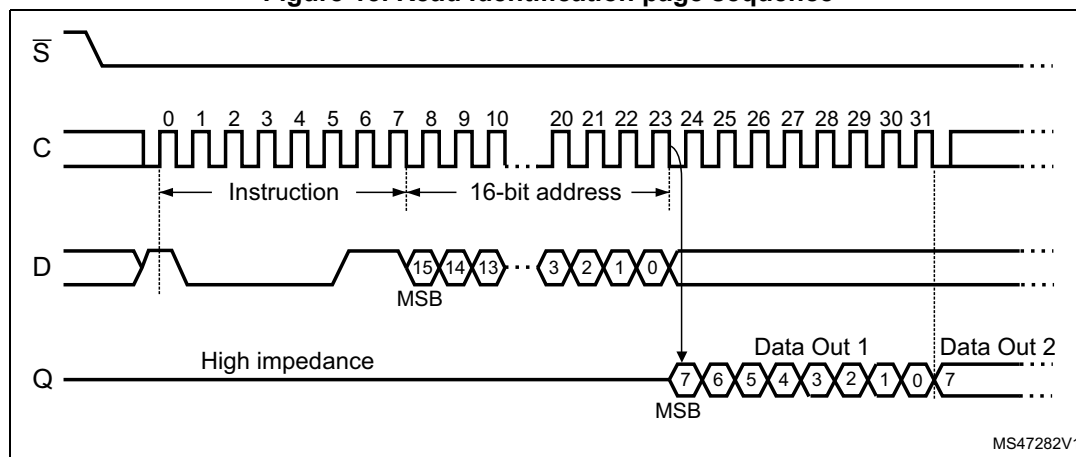 Figure 16. Read identification page sequence
S
0 1 2 3 4 5 6 7 8 9 10 20 21 22 23 24 25 26 27 28 29 30 31
C
Instruction 16-bit address
D
15 14 13 3 2 1 0
MSB
High impedance Data Out 1 Data Out 2
Q
7 6 5 4 3 2 1 0 7
MSB
MS47282V1